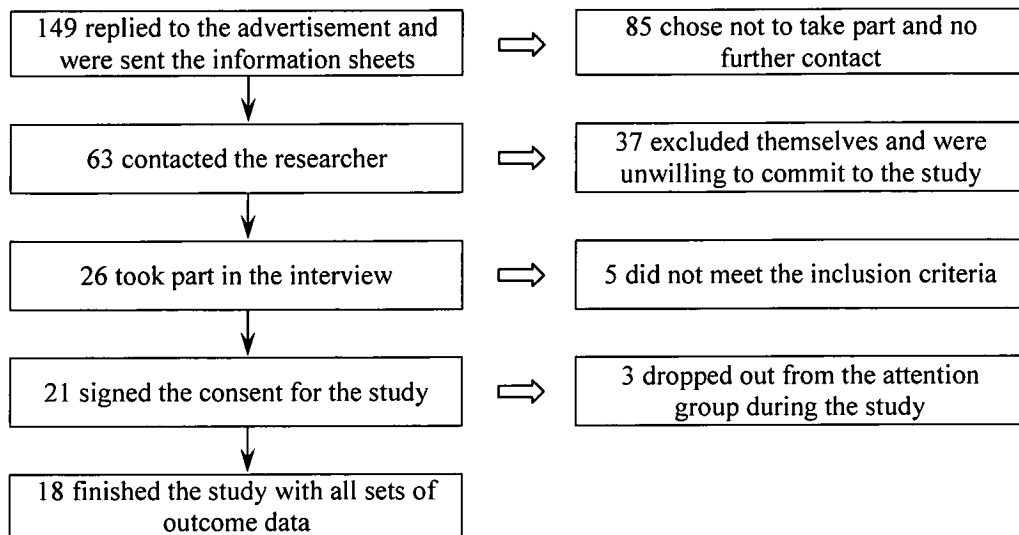 149 replied to the advertisement and
were sent the information sheets
85 chose not to take part and no
further contact
63 contacted the researcher
37 excluded themselves and were
unwilling to commit to the study
26 took part in the interview
5 did not meet the inclusion criteria
21 signed the consent for the study
3 dropped out from the attention
group during the study
18 finished the study with all sets of
outcome data